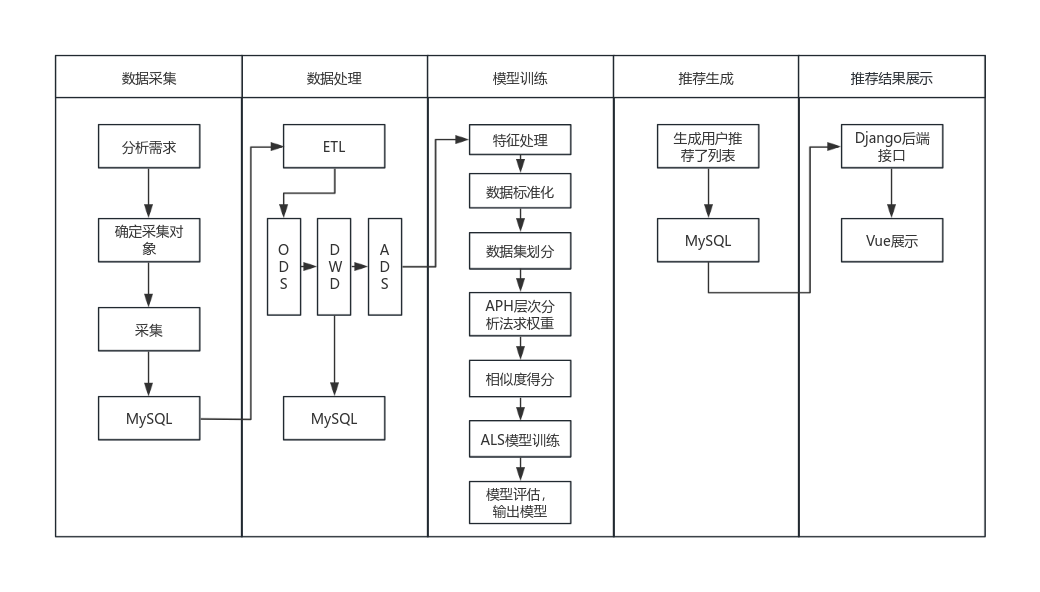 数据采集
数据处理
模型训练
推荐生成
推荐结果展示
分析需求
确定采集对
象
采集
MySQL
ETL
O
D
S
D
W
D
A
D
S
MySQL
特征处理
数据标准化
数据集划分
APH层次分
析法求权重
相似度得分
ALS模型训练
模型评估，
输出模型
生成用户推
荐了列表
MySQL
Django后端
接口
Vue展示